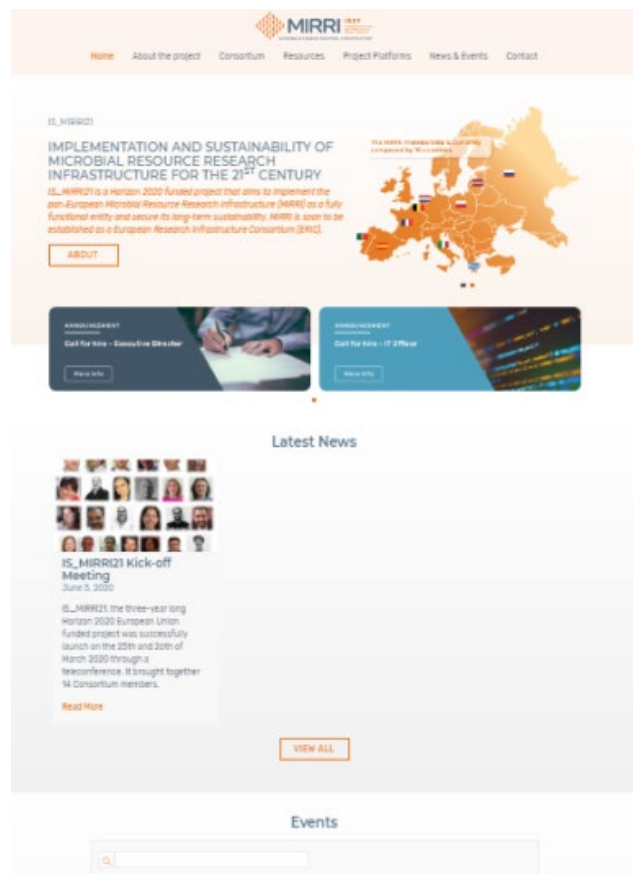 MIRRI IS21
Home About the project Consortium Resources Project Platforms News & Events Contact
IS_MIRRI21
IMPLEMENTATION AND SUSTAINABILITY OF
MICROBIAL RESOURCE RESEARCH
INFRASTRUCTURE FOR THE 21ST CENTURY
IS_MIRRI21 is a Horizon 2020 funded project that aims to implement the
pan-European Microbial Resource Research Infrastructure (MIRRI) as a fully
functional entity and secure its long-term sustainability. MIRRI is soon to be
established as a European Research Infrastructure Consortium (ERIC).
ABOUT
ANNOUNCEMENT
Call for hire - Executive Director
More Info
ANNOUNCEMENT
Call for hire - IT Officer
More Info
Latest News
IS_MIRRI21 Kick-off
Meeting
June 5, 2020
IS_MIRRI21, the three-year long
Horizon 2020 European Union
funded project was successfully
launch on the 25th and 26th of
March 2020 through a
teleconference. It brought together
14 Consortium members.
Read More
VIEW ALL
Events